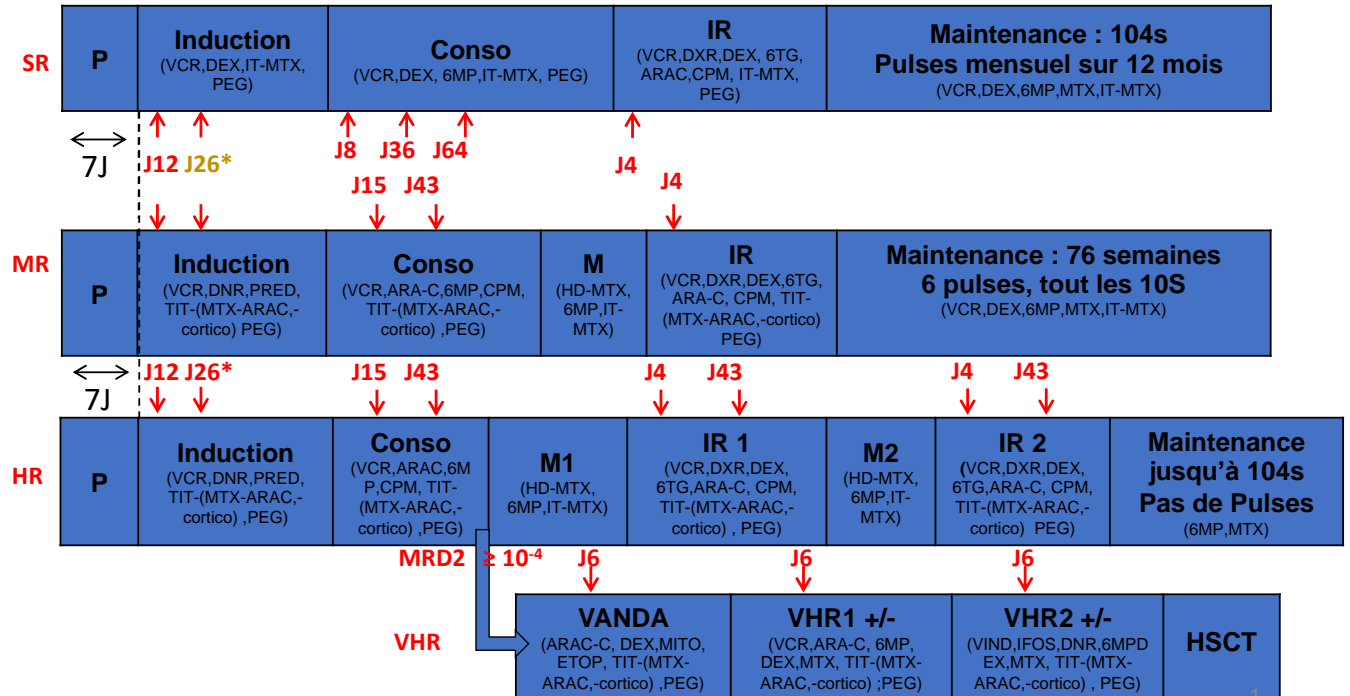 SR
P
Induction
(VCR,DEX,IT-MTX,
PEG)
Conso
(VCR,DEX, 6MP,IT-MTX, PEG)
IR
(VCR,DXR,DEX, 6TG,
ARAC,CPM, IT-MTX,
PEG)
Maintenance : 104s
Pulses mensuel sur 12 mois
(VCR,DEX,6MP,MTX,IT-MTX)
7J
J12 J26*
J8 J36 J64
J4
J15 J43
J4
MR
P
Induction
(VCR,DNR,PRED,
TIT-(MTX-ARAC,-
cortico) PEG)
Conso
(VCR,ARA-C,6MP,CPM,
TIT-(MTX-ARAC,-
cortico) ,PEG)
M
(HD-MTX,
6MP,IT-
MTX)
IR
(VCR,DXR,DEX,6TG,
ARA-C, CPM, TIT-
(MTX-ARAC,-cortico)
PEG)
Maintenance : 76 semaines
6 pulses, tout les 10S
(VCR,DEX,6MP,MTX,IT-MTX)
7J
J12 J26* J15 J43 J4 J43 J4 J43
HR
P
Induction
(VCR,DNR,PRED,
TIT-(MTX-ARAC,-
cortico) ,PEG)
Conso
(VCR,ARAC,6M
P,CPM, TIT-
(MTX-ARAC,-
cortico) ,PEG)
M1
(HD-MTX,
6MP,IT-MTX)
IR 1
(VCR,DXR,DEX,
6TG,ARA-C, CPM,
TIT-(MTX-ARAC,-
cortico) , PEG)
M2
(HD-MTX,
6MP,IT-
MTX)
IR 2
(VCR,DXR,DEX,
6TG,ARA-C, CPM,
TIT-(MTX-ARAC,-
cortico) PEG)
Maintenance
jusqu'à 104s
Pas de Pulses
(6MP,MTX)
MRD2 ≥ 10-4 J6 J6 J6
VHR
VANDA
(ARAC-C, DEX,MITO,
ETOP, TIT-(MTX-
ARAC,-cortico) ,PEG)
VHR1 +/-
(VCR,ARA-C, 6MP,
DEX,MTX, TIT-(MTX-
ARAC,-cortico) ;PEG)
VHR2 +/-
(VIND,IFOS,DNR,6MPD
EX,MTX, TIT-(MTX-
ARAC,-cortico) , PEG)
HSCT
1